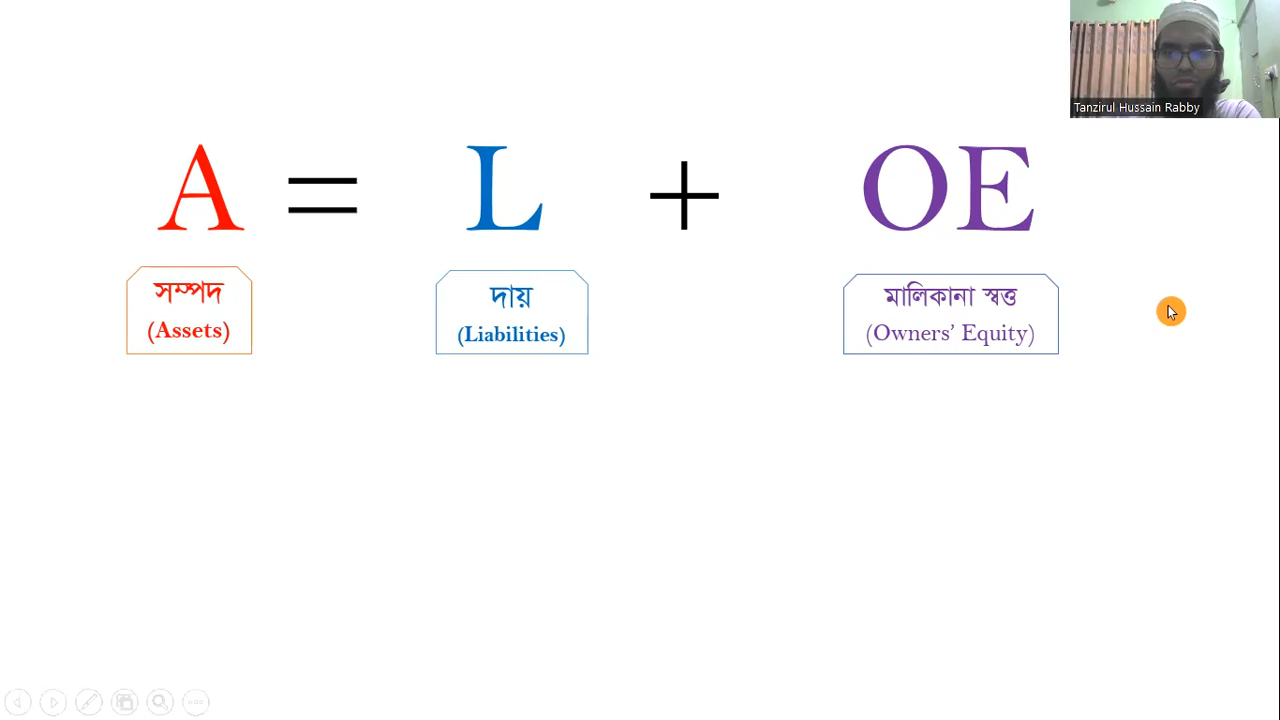 Tanzirul Hussain Rabby
A = L + OE
সম্পদ
(Assets)
দায়
(Liabilities)
মালিকানা স্বত্ত
(Owners’ Equity)